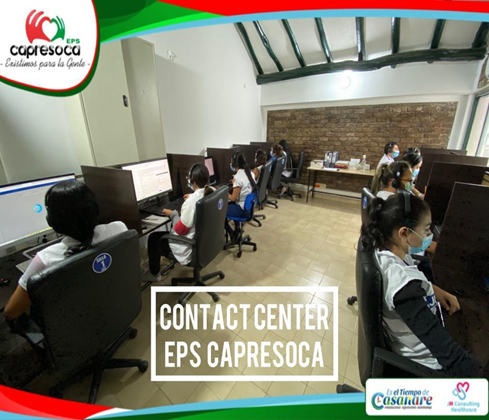 EPS
capresoca
- Existimos para la Gente -
CONTACT CENTER
EPS CAPRESOCA
Es el Tiempo de
Casanare
JM Consulting
Healthcare